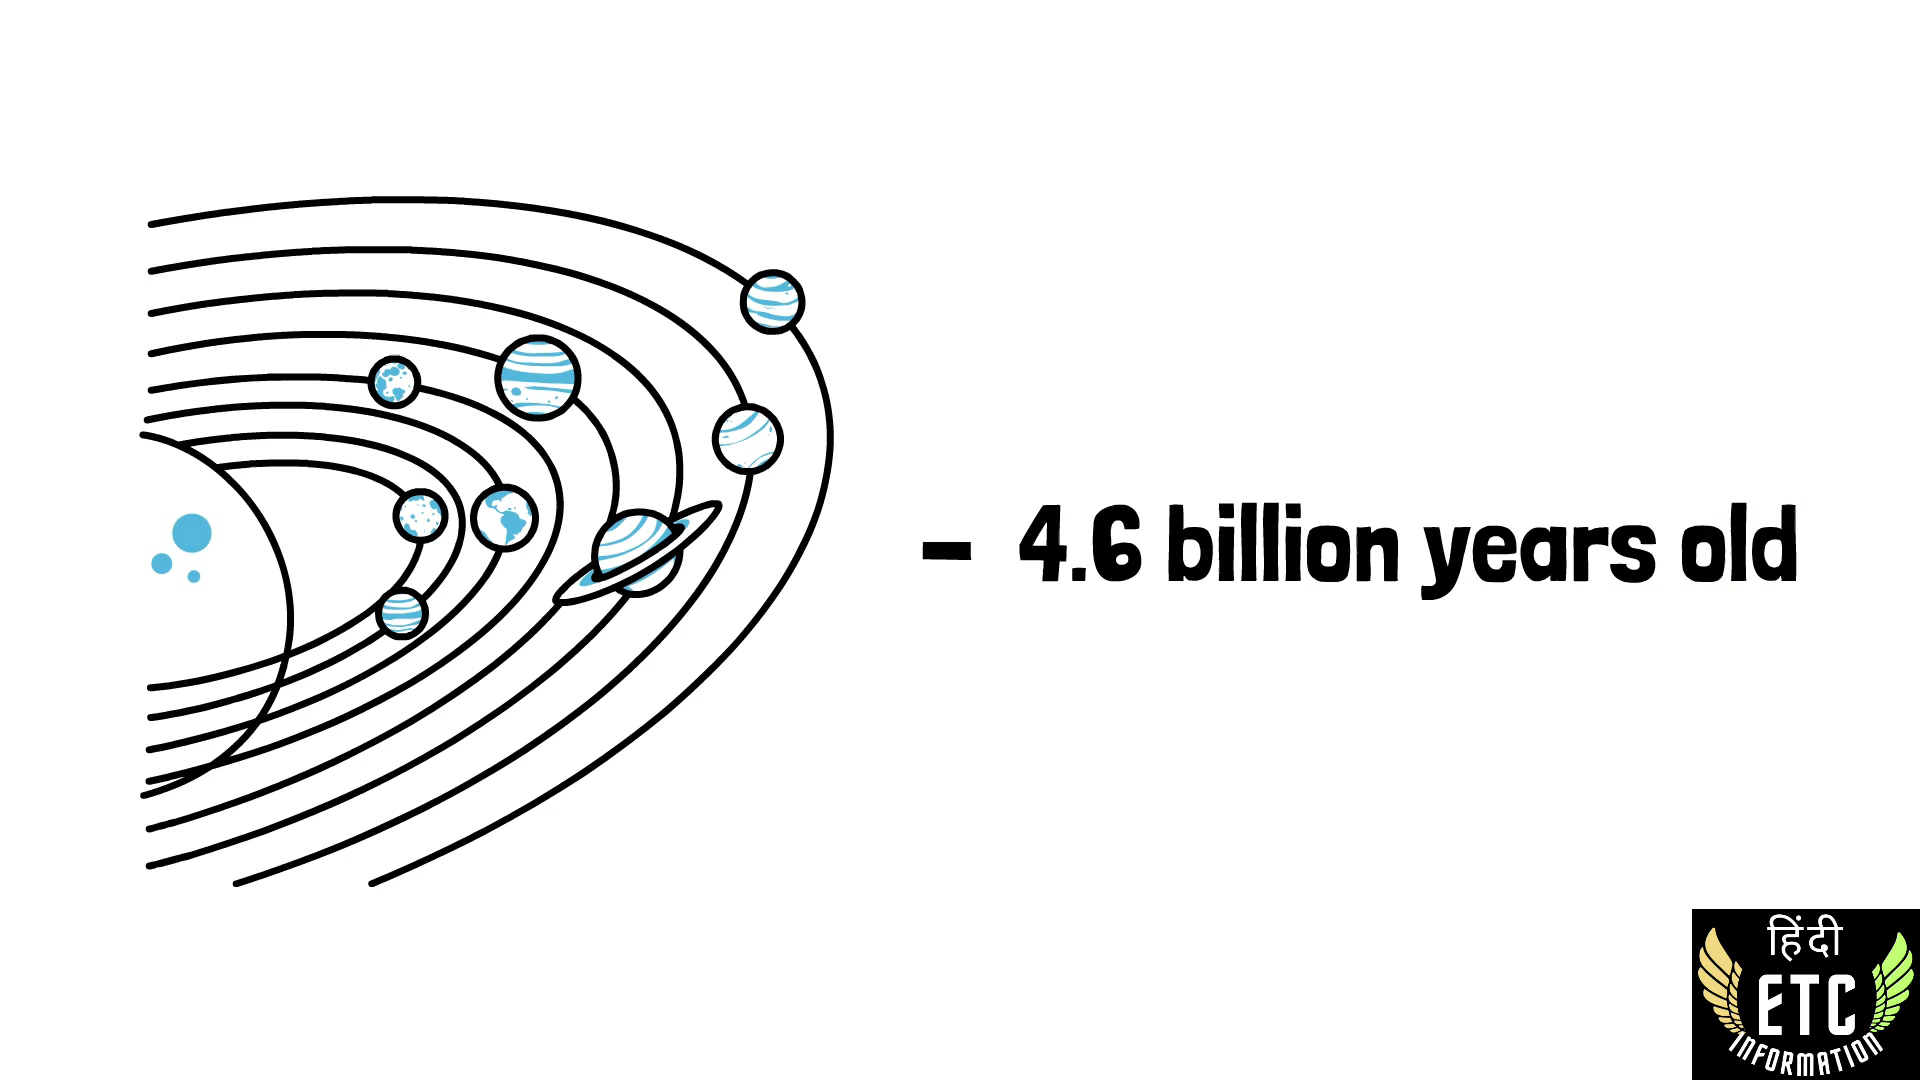 – 4.6 billion years old
हिंदी
ETC
INFORMATION